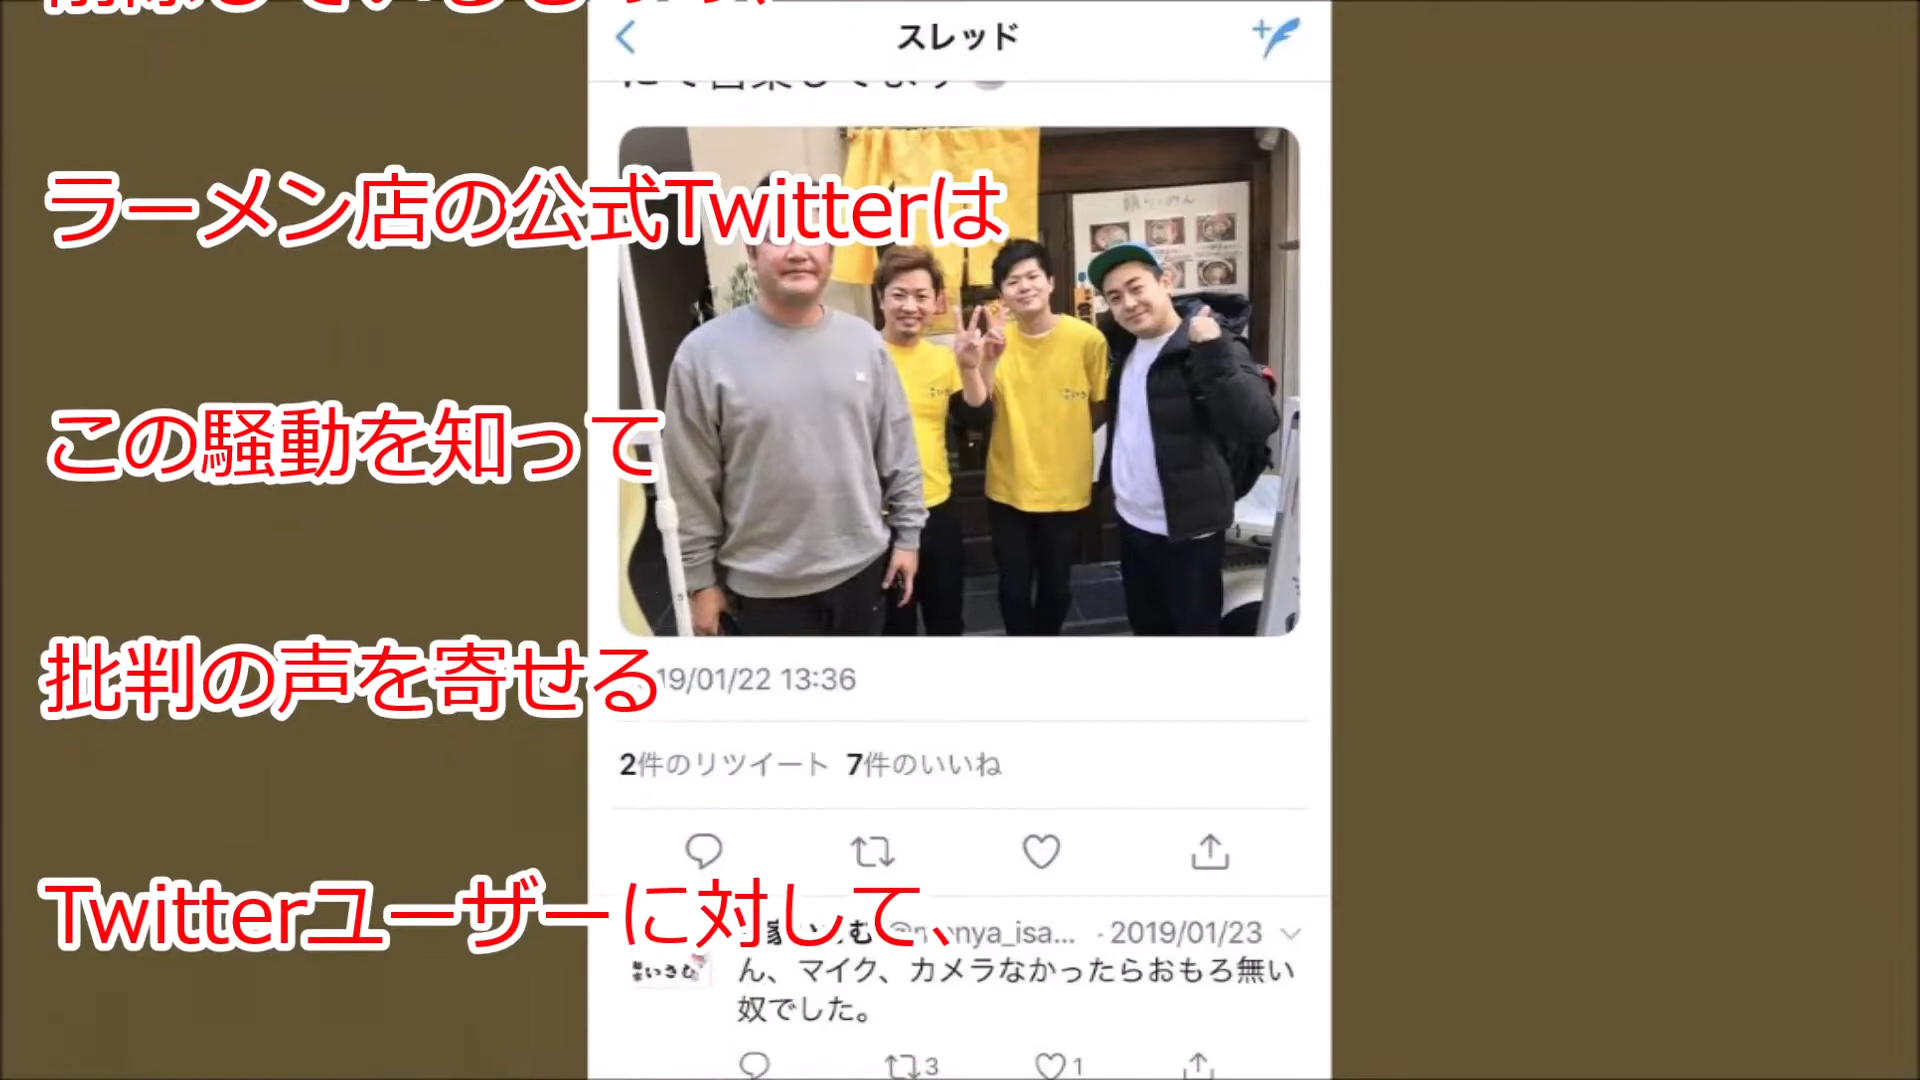 スレッド
ラーメン店の公式Twitterは
この騒動を知って
批判の声を寄せる
19/01/22 13:36
2件のリツイート 7件のいいね
Twitterユーザーに対して、
2019/01/23
いさむ
ん、マイク、カメラなかったらおもろ無い
奴でした。
3 1